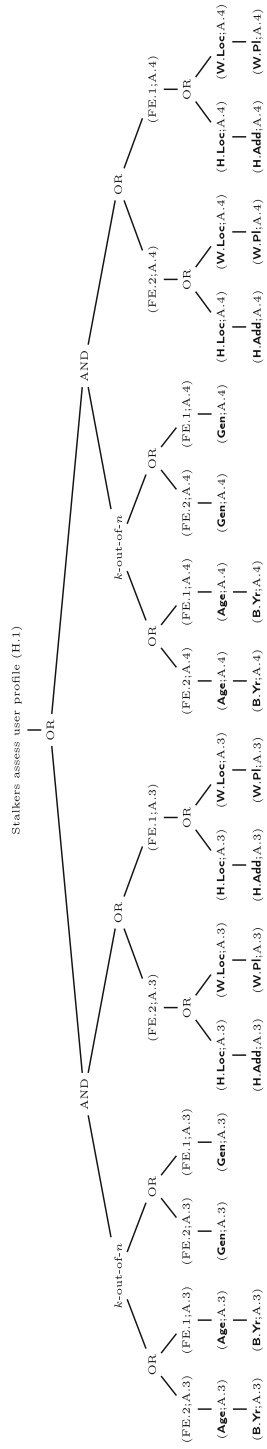 Stalkers assess user profile (H.1)
OR
AND AND
k-out-of-n OR k-out-of-n OR
OR OR (FE.2;A.3) (FE.1;A.3) OR OR (FE.2;A.4) (FE.1;A.4)
(FE.2;A.3) (FE.1;A.3) (FE.2;A.3) (FE.1;A.3) OR OR (FE.2;A.4) (FE.1;A.4) (FE.2;A.4) (FE.1;A.4) OR OR
(Age;A.3) (Age;A.3) (Gen;A.3) (Gen;A.3) (H.Loc;A.3) (W.Loc;A.3) (H.Loc;A.3) (W.Loc;A.3) (Age;A.4) (Age;A.4) (Gen;A.4) (Gen;A.4) (H.Loc;A.4) (W.Loc;A.4) (H.Loc;A.4) (W.Loc;A.4)
(B.Yr;A.3) (B.Yr;A.3) (H.Add;A.3) (W.Pl;A.3) (H.Add;A.3) (W.Pl;A.3) (B.Yr;A.4) (B.Yr;A.4) (H.Add;A.4) (W.Pl;A.4) (H.Add;A.4) (W.Pl;A.4)